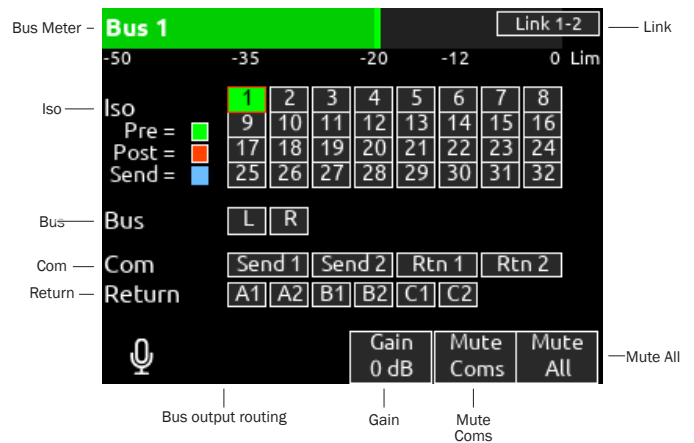 Bus Meter
Bus 1
Link 1-2
Link
-50 -35 -20 -12 0 Lim
Iso
Iso
1 2 3 4 5 6 7 8
Pre =
9 10 11 12 13 14 15 16
Post =
17 18 19 20 21 22 23 24
Send =
25 26 27 28 29 30 31 32
Bus
Bus
L R
Com
Com
Send 1 Send 2 Rtn 1 Rtn 2
Return
Return
A1 A2 B1 B2 C1 C2
Gain
0 dB
Mute
Coms
Mute
All
Mute All
Bus output routing
Gain
Mute
Coms